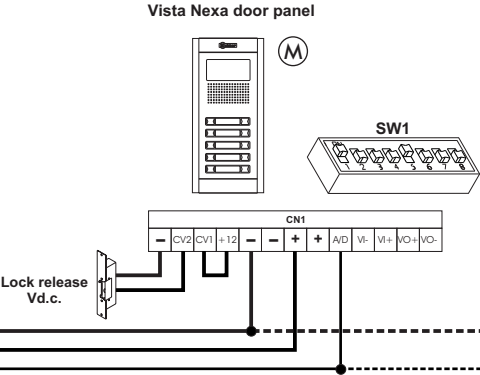 Vista Nexa door panel
M
SW1
ON
1 2 3 4 5 6 7 8
CN1
– CV2 CV1 +12 – – + + A/D VI- VI+ VO+ VO-
Lock release
Vd.c.